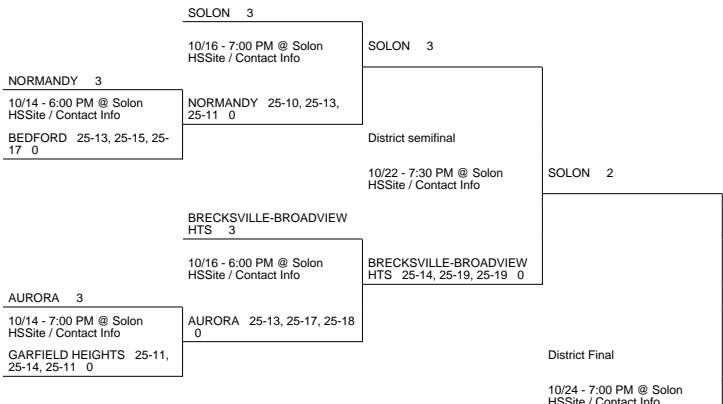 SOLON 3
10/16 - 7:00 PM @ Solon
HSSite / Contact Info
SOLON 3
NORMANDY 3
10/14 - 6:00 PM @ Solon
HSSite / Contact Info
NORMANDY 25-10, 25-13,
25-11 0
BEDFORD 25-13, 25-15, 25-
17 0
District semifinal
10/22 - 7:30 PM @ Solon
HSSite / Contact Info
SOLON 2
BRECKSVILLE-BROADVIEW
HTS 3
10/16 - 6:00 PM @ Solon
HSSite / Contact Info
BRECKSVILLE-BROADVIEW
HTS 25-14, 25-19, 25-19 0
AURORA 3
10/14 - 7:00 PM @ Solon
HSSite / Contact Info
AURORA 25-13, 25-17, 25-18
0
GARFIELD HEIGHTS 25-11,
25-14, 25-11 0
District Final
10/24 - 7:00 PM @ Solon
HSSite / Contact Info